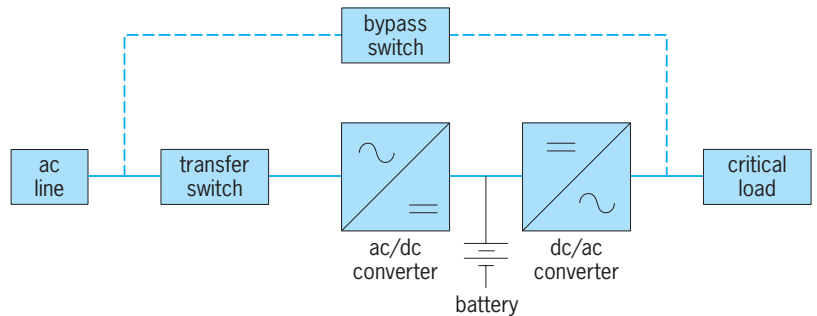 bypass
switch
ac
line
transfer
switch
critical
load
ac/dc
converter
dc/ac
converter
battery